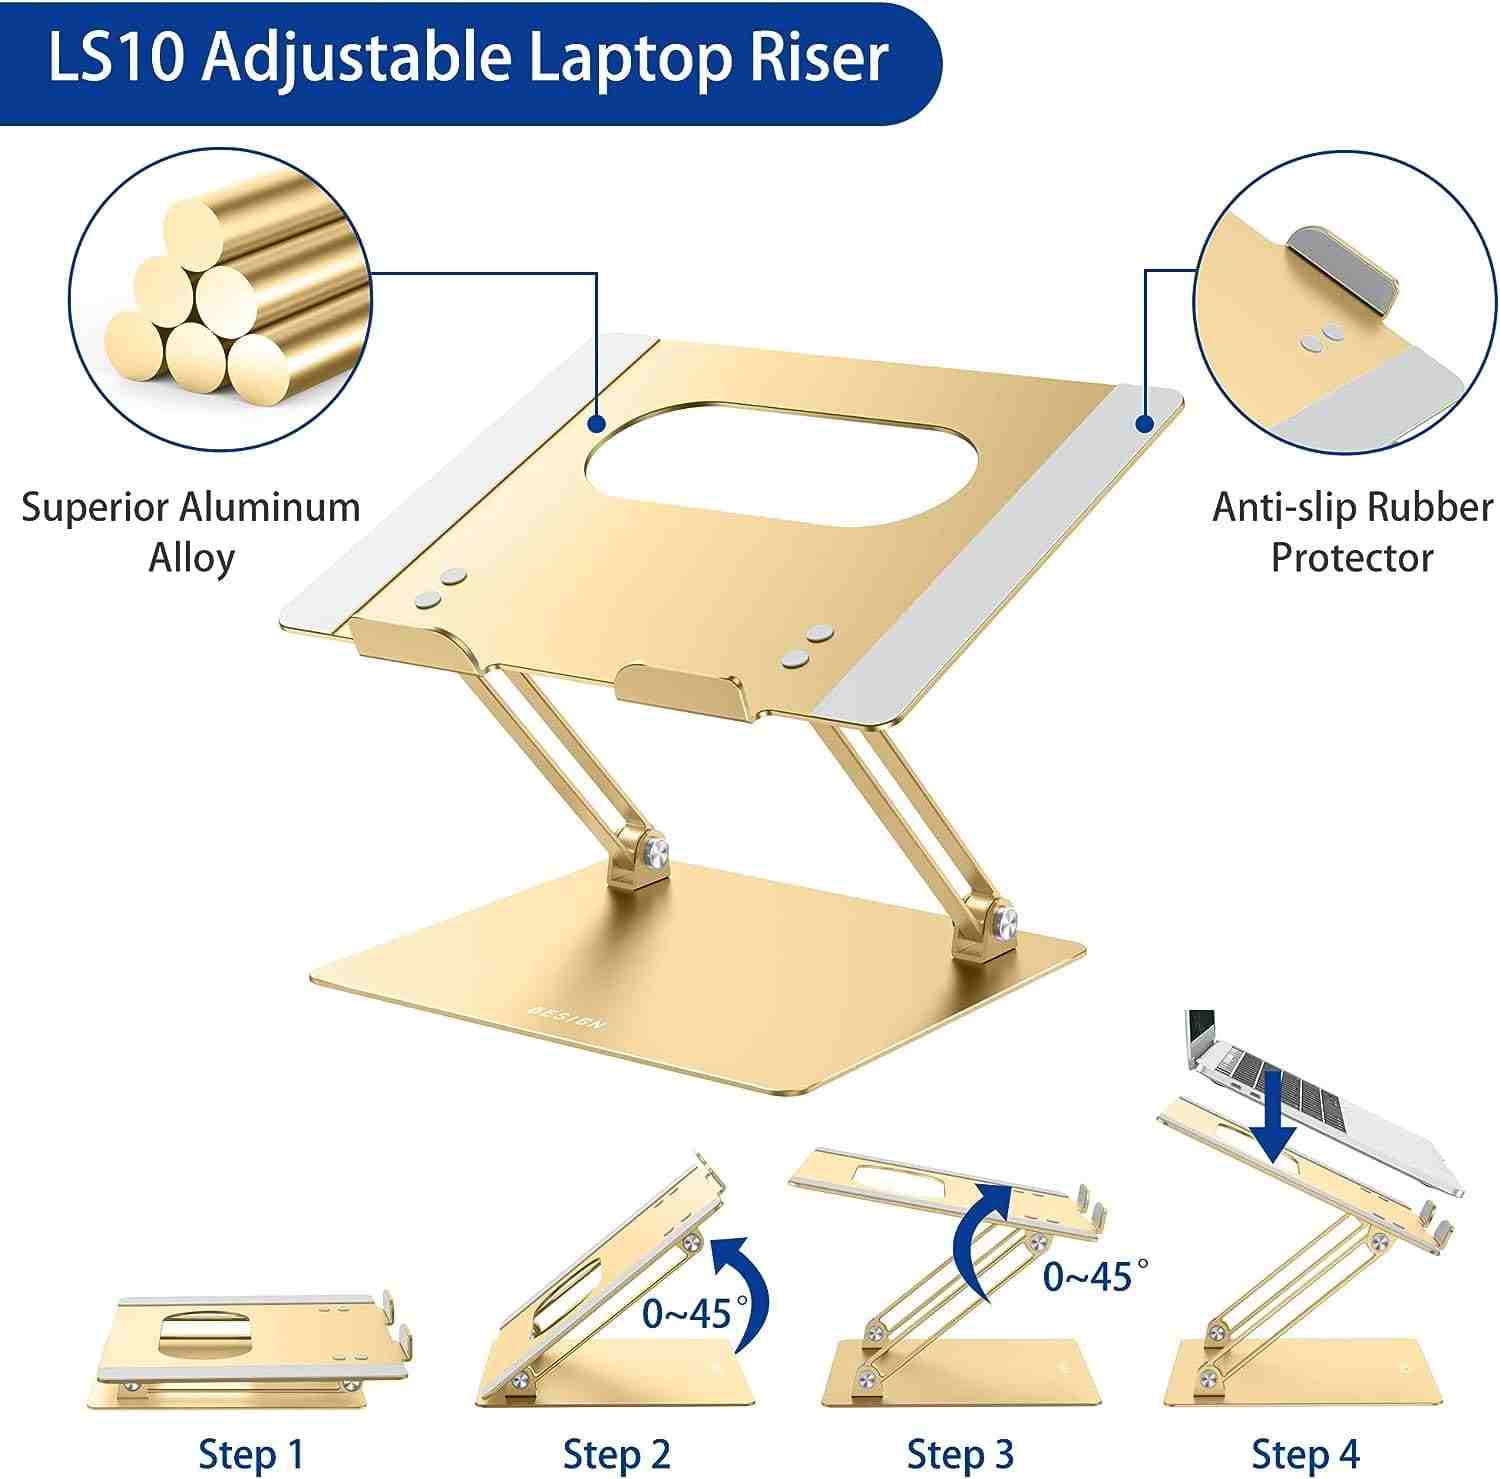 LS10 Adjustable Laptop Riser
Superior Aluminum
Alloy
Anti-slip Rubber
Protector
DESIGN
0~45°
0~45°
Step 1
Step 2
Step 3
Step 4